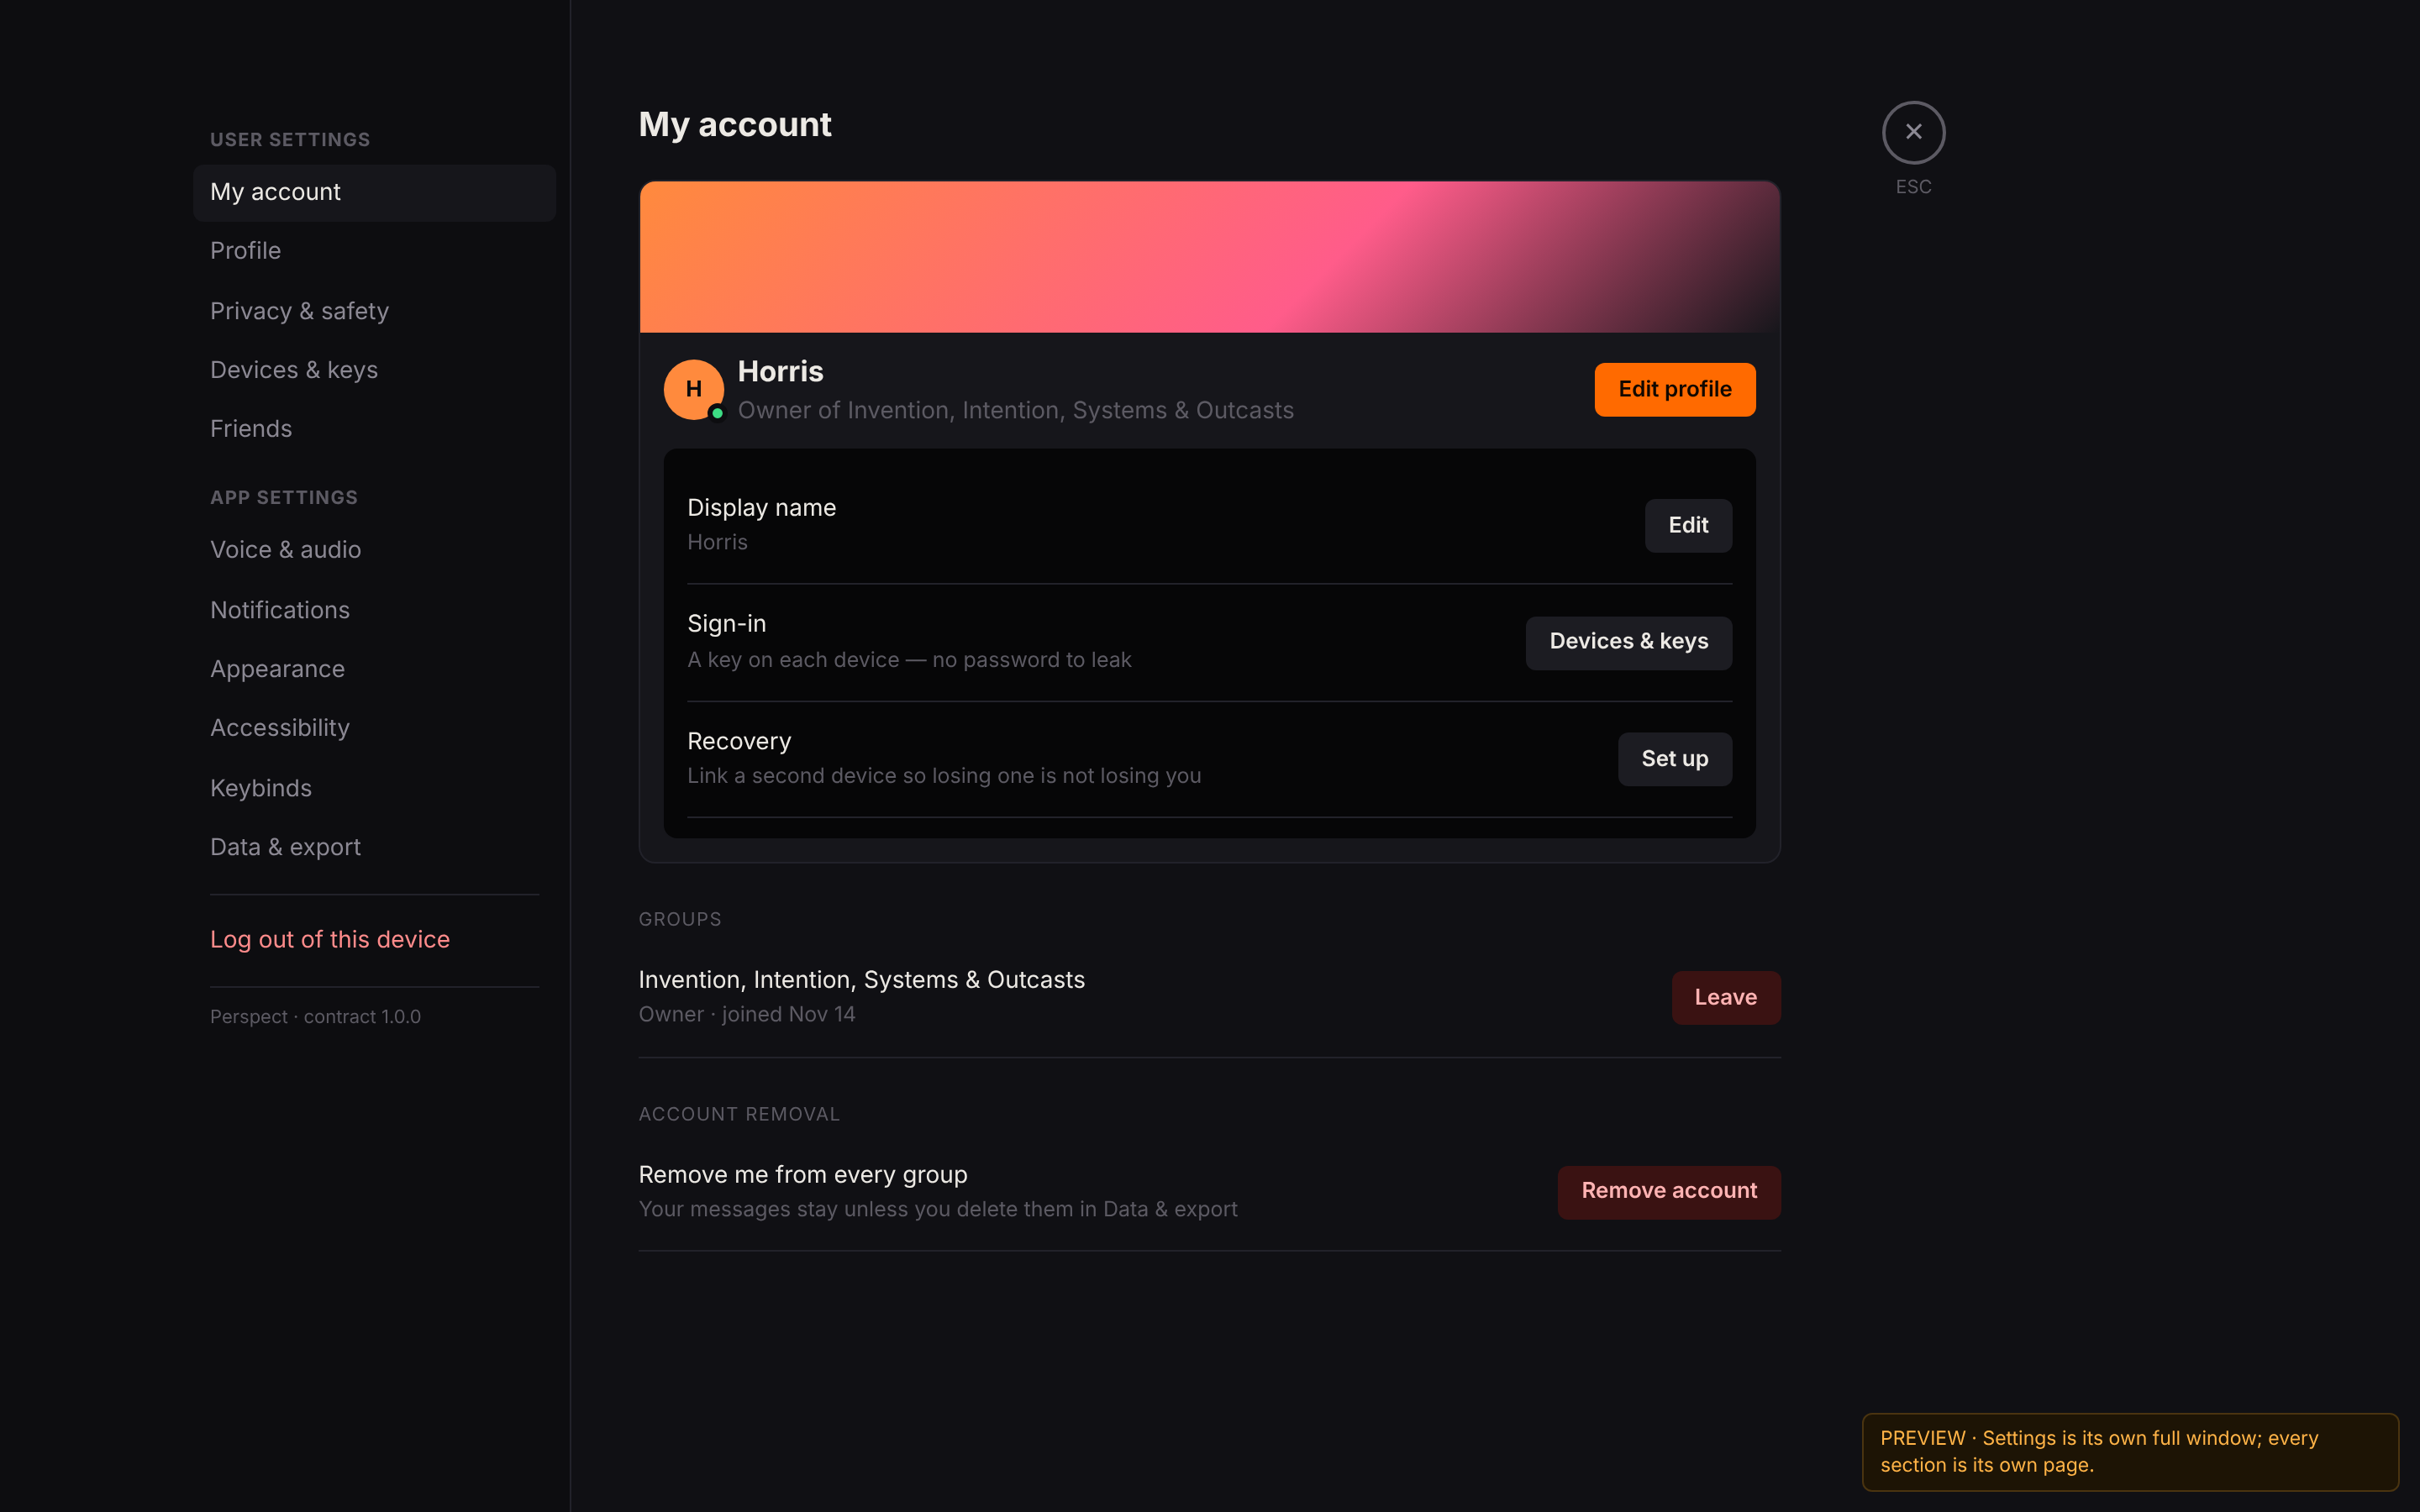 USER SETTINGS
My account
Profile
Privacy & safety
Devices & keys
Friends
APP SETTINGS
Voice & audio
Notifications
Appearance
Accessibility
Keybinds
Data & export
Log out of this device
Perspect · contract 1.0.0
My account
✕
ESC
H
Horris
Owner of Invention, Intention, Systems & Outcasts
Edit profile
Display name
Horris
Edit
Sign-in
A key on each device — no password to leak
Devices & keys
Recovery
Link a second device so losing one is not losing you
Set up
GROUPS
Invention, Intention, Systems & Outcasts
Owner · joined Nov 14
Leave
ACCOUNT REMOVAL
Remove me from every group
Your messages stay unless you delete them in Data & export
Remove account
PREVIEW · Settings is its own full window; every
section is its own page.